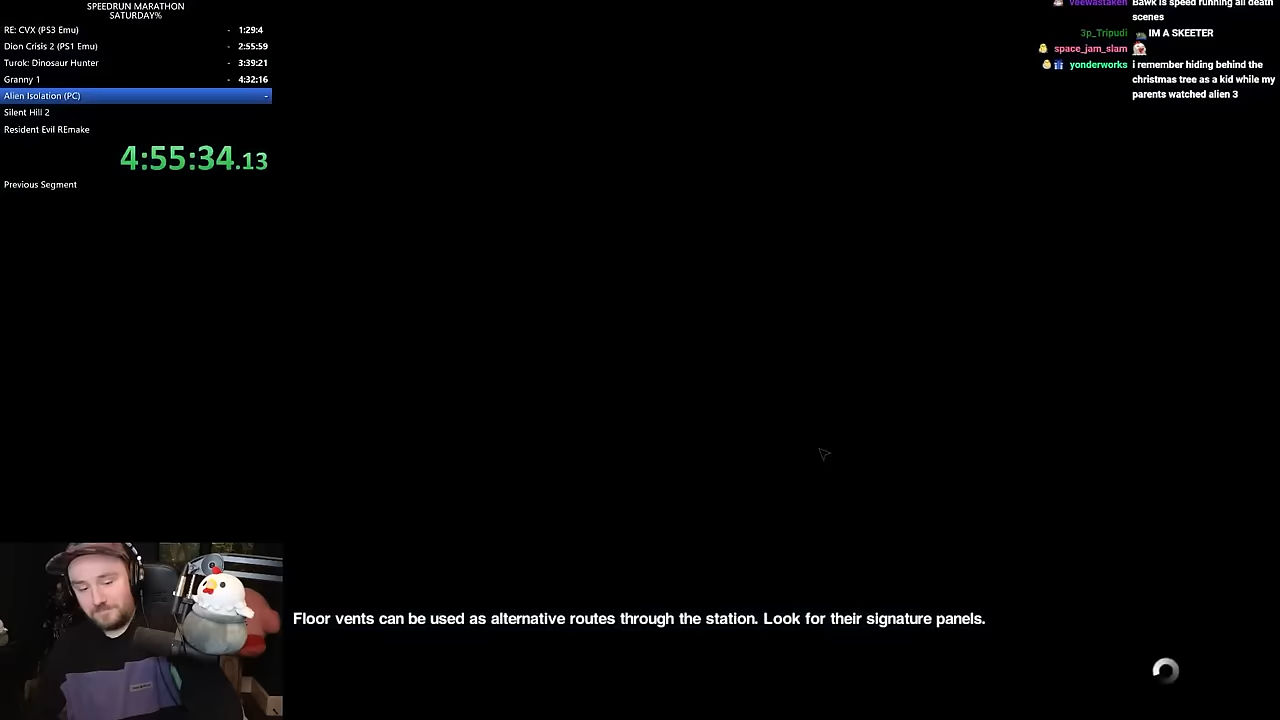 SPEEDRUN MARATHON
SATURDAY%
RE: CVX (PS3 Emu) - 1:29:4
Dion Crisis 2 (PS1 Emu) - 2:55:59
Turok: Dinosaur Hunter - 3:39:21
Granny 1 - 4:32:16
Alien Isolation (PC) -
Silent Hill 2
Resident Evil REmake
4:55:34.13
Previous Segment
veewastaken Bawk is speed running all death
scenes
3p_Tripudi IM A SKEETER
space_jam_slam
yonderworks i remember hiding behind the
christmas tree as a kid while my
parents watched alien 3
Floor vents can be used as alternative routes through the station. Look for their signature panels.